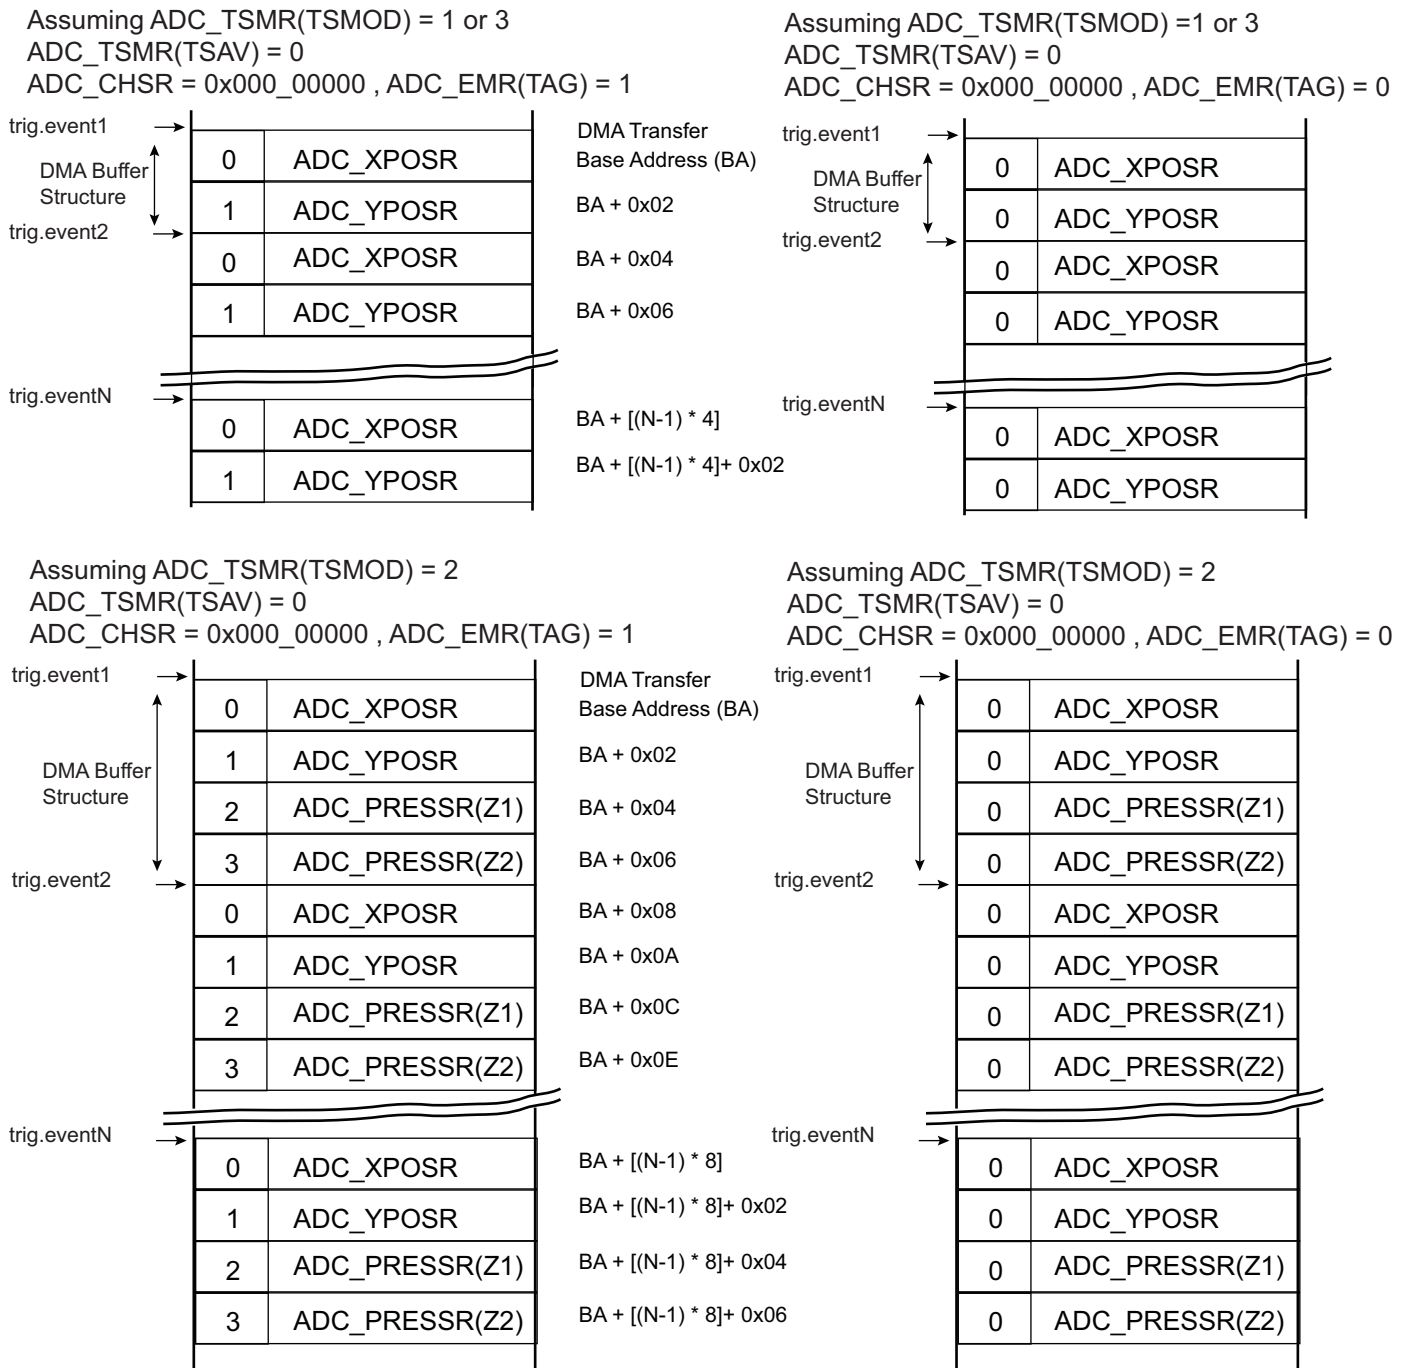 Assuming ADC_TSMR(TSMOD) = 1 or 3
ADC_TSMR(TSAV) = 0
ADC_CHSR = 0x000_00000 , ADC_EMR(TAG) = 1
trig.event1
DMA Transfer
0 ADC_XPOSR Base Address (BA)
DMA Buffer
Structure
1 ADC_YPOSR BA + 0x02
trig.event2
0 ADC_XPOSR BA + 0x04
1 ADC_YPOSR BA + 0x06
trig.eventN
0 ADC_XPOSR BA + [(N-1) * 4]
1 ADC_YPOSR BA + [(N-1) * 4]+ 0x02
Assuming ADC_TSMR(TSMOD) =1 or 3
ADC_TSMR(TSAV) = 0
ADC_CHSR = 0x000_00000 , ADC_EMR(TAG) = 0
trig.event1
0 ADC_XPOSR
DMA Buffer
Structure
0 ADC_YPOSR
trig.event2
0 ADC_XPOSR
0 ADC_YPOSR
trig.eventN
0 ADC_XPOSR
0 ADC_YPOSR
Assuming ADC_TSMR(TSMOD) = 2
ADC_TSMR(TSAV) = 0
ADC_CHSR = 0x000_00000 , ADC_EMR(TAG) = 1
trig.event1
DMA Transfer
0 ADC_XPOSR Base Address (BA)
1 ADC_YPOSR BA + 0x02
DMA Buffer
Structure
2 ADC_PRESSR(Z1) BA + 0x04
3 ADC_PRESSR(Z2) BA + 0x06
trig.event2
0 ADC_XPOSR BA + 0x08
1 ADC_YPOSR BA + 0x0A
2 ADC_PRESSR(Z1) BA + 0x0C
3 ADC_PRESSR(Z2) BA + 0x0E
trig.eventN
0 ADC_XPOSR BA + [(N-1) * 8]
1 ADC_YPOSR BA + [(N-1) * 8]+ 0x02
2 ADC_PRESSR(Z1) BA + [(N-1) * 8]+ 0x04
3 ADC_PRESSR(Z2) BA + [(N-1) * 8]+ 0x06
Assuming ADC_TSMR(TSMOD) = 2
ADC_TSMR(TSAV) = 0
ADC_CHSR = 0x000_00000 , ADC_EMR(TAG) = 0
trig.event1
0 ADC_XPOSR
0 ADC_YPOSR
DMA Buffer
Structure
0 ADC_PRESSR(Z1)
0 ADC_PRESSR(Z2)
trig.event2
0 ADC_XPOSR
0 ADC_YPOSR
0 ADC_PRESSR(Z1)
0 ADC_PRESSR(Z2)
trig.eventN
0 ADC_XPOSR
0 ADC_YPOSR
0 ADC_PRESSR(Z1)
0 ADC_PRESSR(Z2)